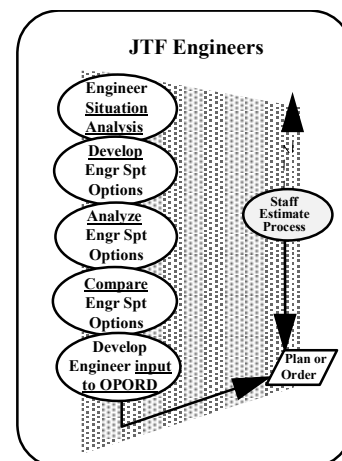 JTF Engineers
Engineer
Situation
Analysis
Develop
Engr Spt
Options
Analyze
Engr Spt
Options
Compare
Engr Spt
Options
Develop
Engineer input
to OPORD
Staff
Estimate
Process
Plan or
Order